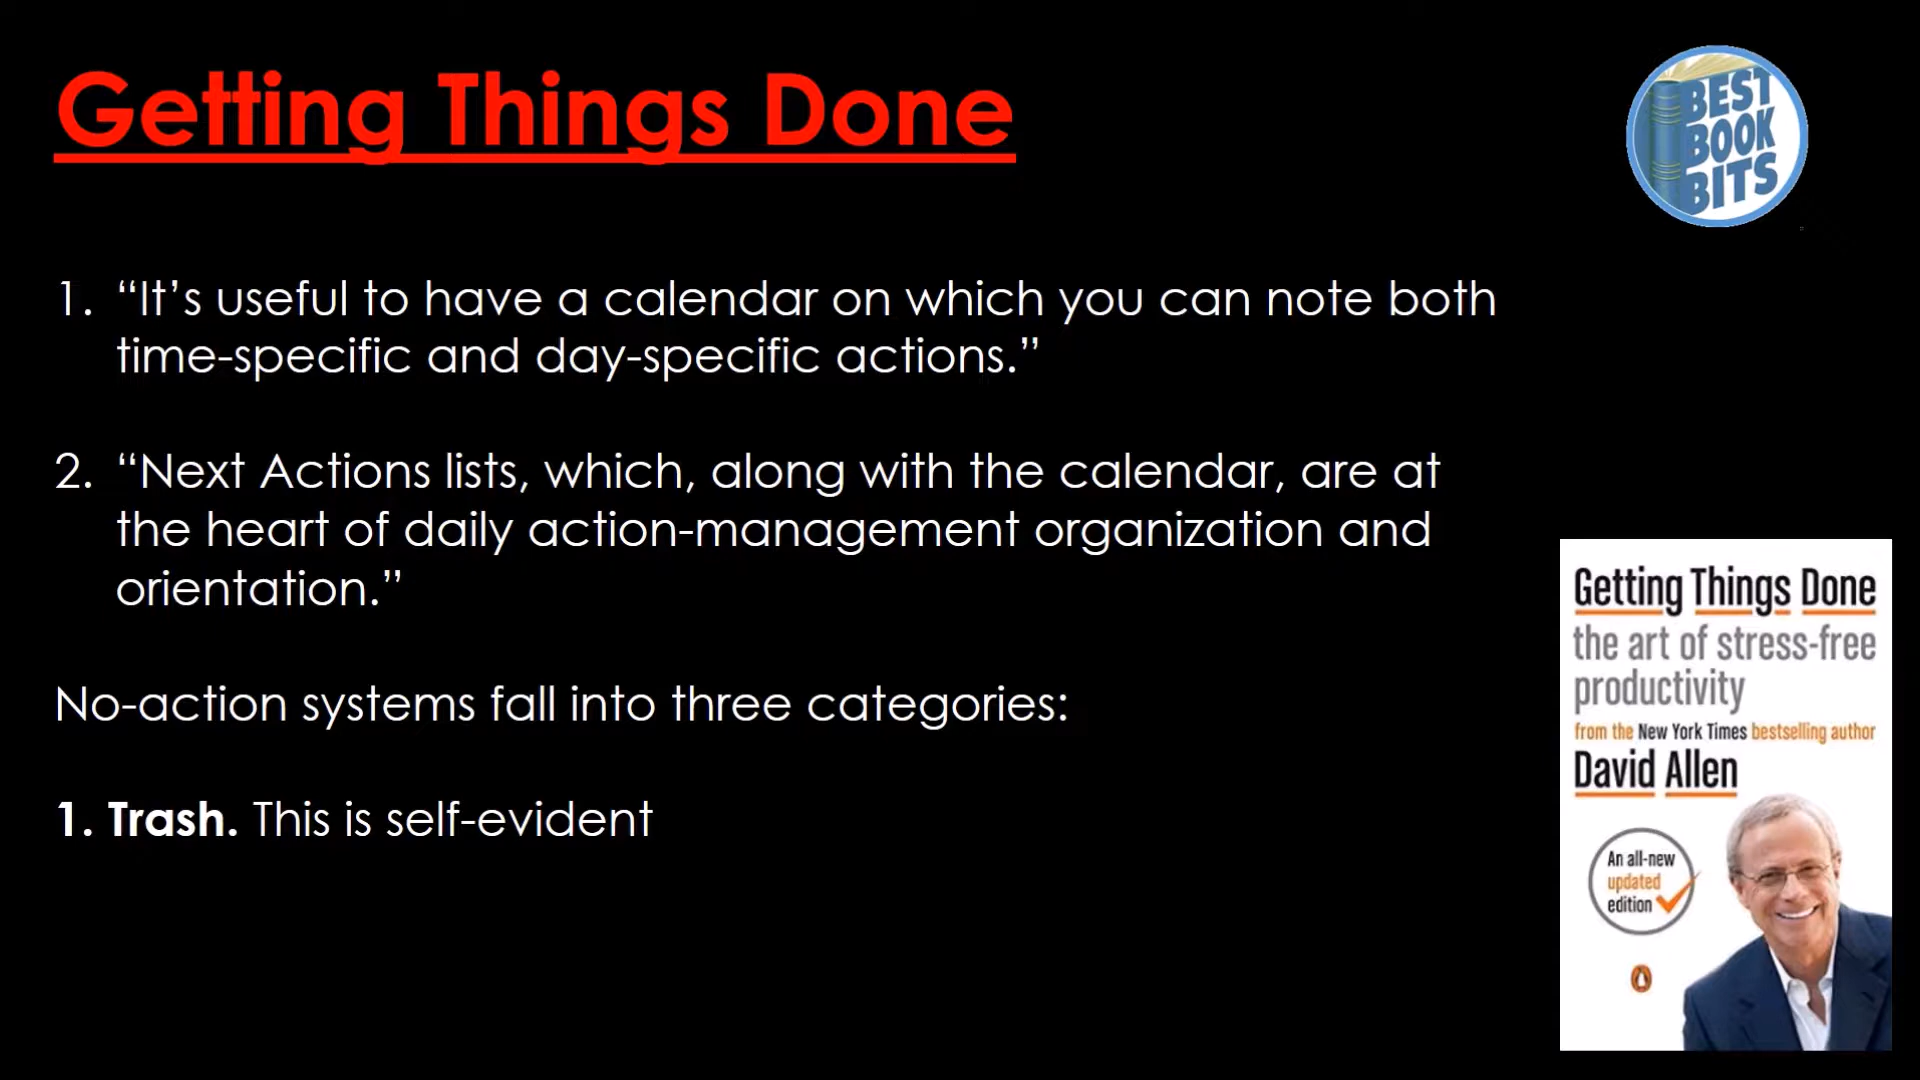 Getting Things Done
BEST
BOOK
BITS
1. “It’s useful to have a calendar on which you can note both
time-specific and day-specific actions.”
2. “Next Actions lists, which, along with the calendar, are at
the heart of daily action-management organization and
orientation.”
No-action systems fall into three categories:
1. Trash. This is self-evident
Getting Things Done
the art of stress-free
productivity
from the New York Times bestselling author
David Allen
An all-new
updated
edition